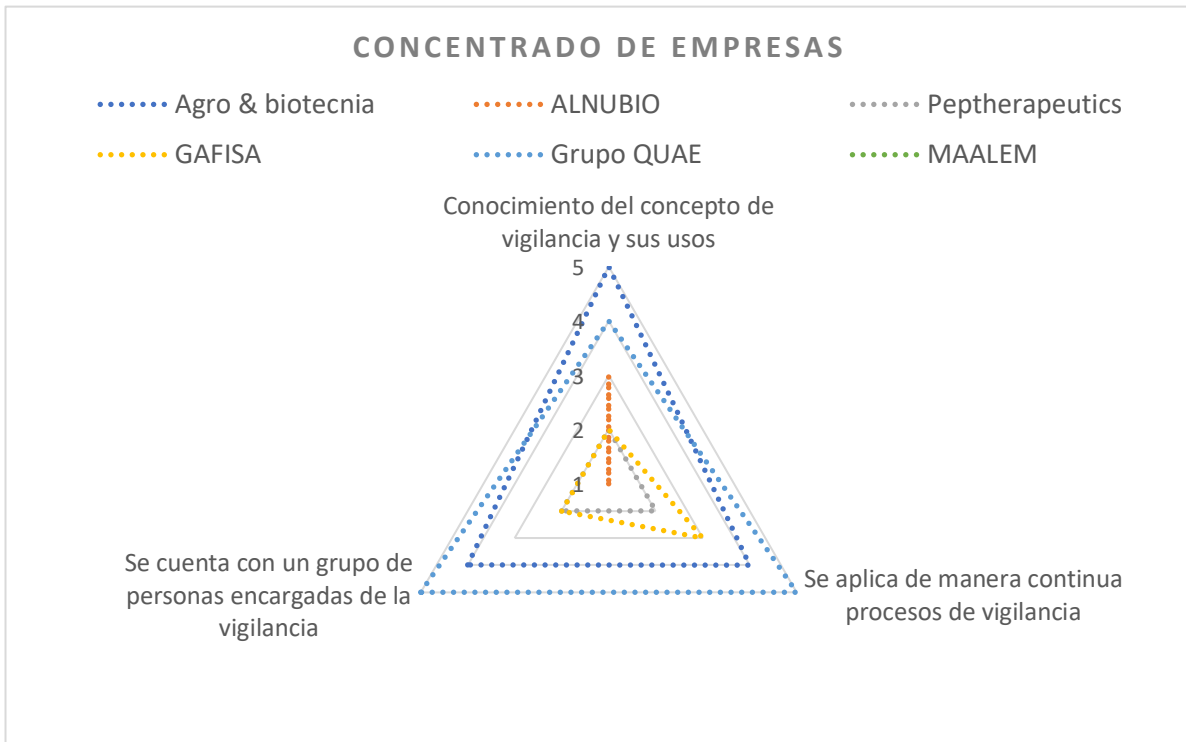 CONCENTRADO DE EMPRESAS
Agro & biotecnia
ALNUBIO
Peptherapeutics
GAFISA
Grupo QUAE
MAALEM
Conocimiento del concepto de
vigilancia y sus usos
5
4
3
2
1
Se cuenta con un grupo de
personas encargadas de la
vigilancia
Se aplica de manera continua
procesos de vigilancia